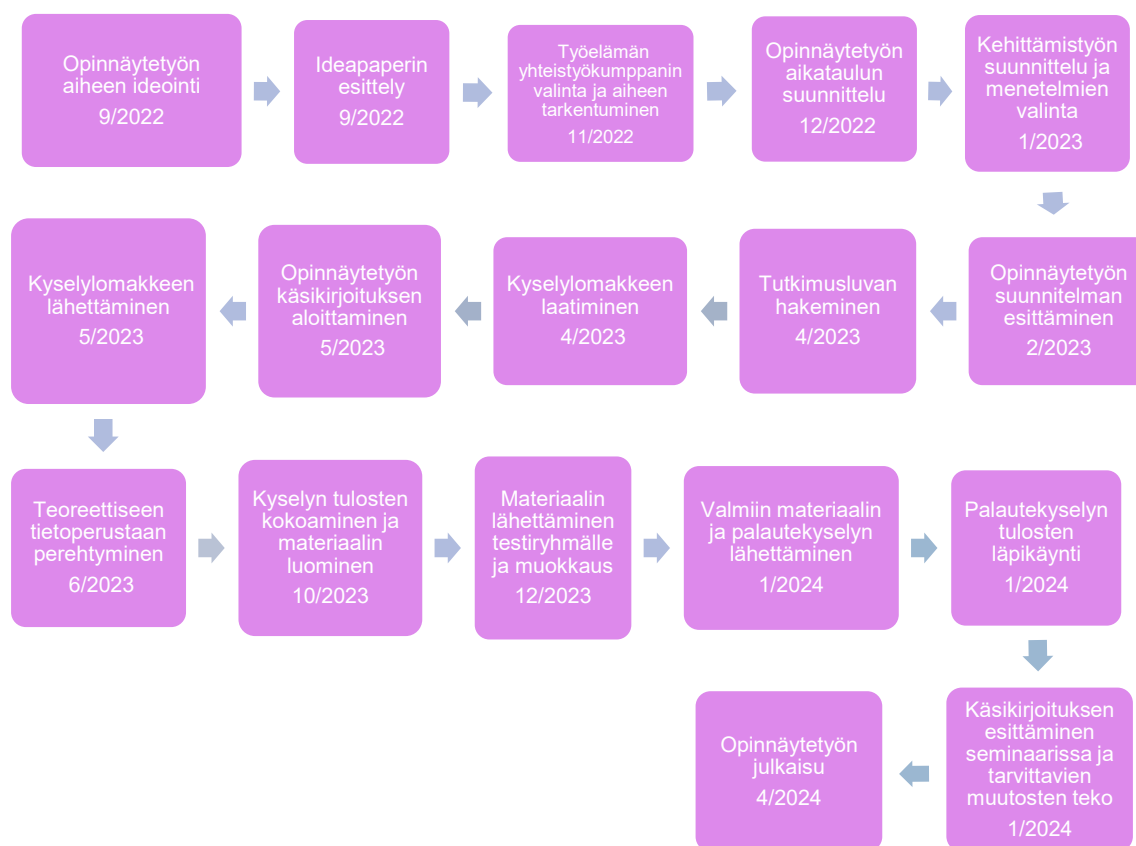 Opinnäytetyön
aiheen ideointi
9/2022
Ideapaperin
esittely
9/2022
Työelämän
yhteistyökumppanin
valinta ja aiheen
tarkentuminen
11/2022
Opinnäytetyön
aikataulun
suunnittelu
12/2022
Kehittämistyön
suunnittelu ja
menetelmien
valinta
1/2023
Opinnäytetyön
suunnitelman
esittäminen
2/2023
Tutkimusluvan
hakeminen
4/2023
Kyselylomakkeen
laatiminen
4/2023
Opinnäytetyön
käsikirjoituksen
aloittaminen
5/2023
Kyselylomakkeen
lähettäminen
5/2023
Teoreettiseen
tietoperustaan
perehtyminen
6/2023
Kyselyn tulosten
kokoaminen ja
materiaalin
luominen
10/2023
Materiaalin
lähettäminen
testiryhmälle
ja muokkaus
12/2023
Valmiin materiaalin
ja palautekyselyn
lähettäminen
1/2024
Palautekyselyn
tulosten
läpikäynti
1/2024
Käsikirjoituksen
esittäminen
seminaarissa ja
tarvittavien
muutosten teko
1/2024
Opinnäytetyön
julkaisu
4/2024